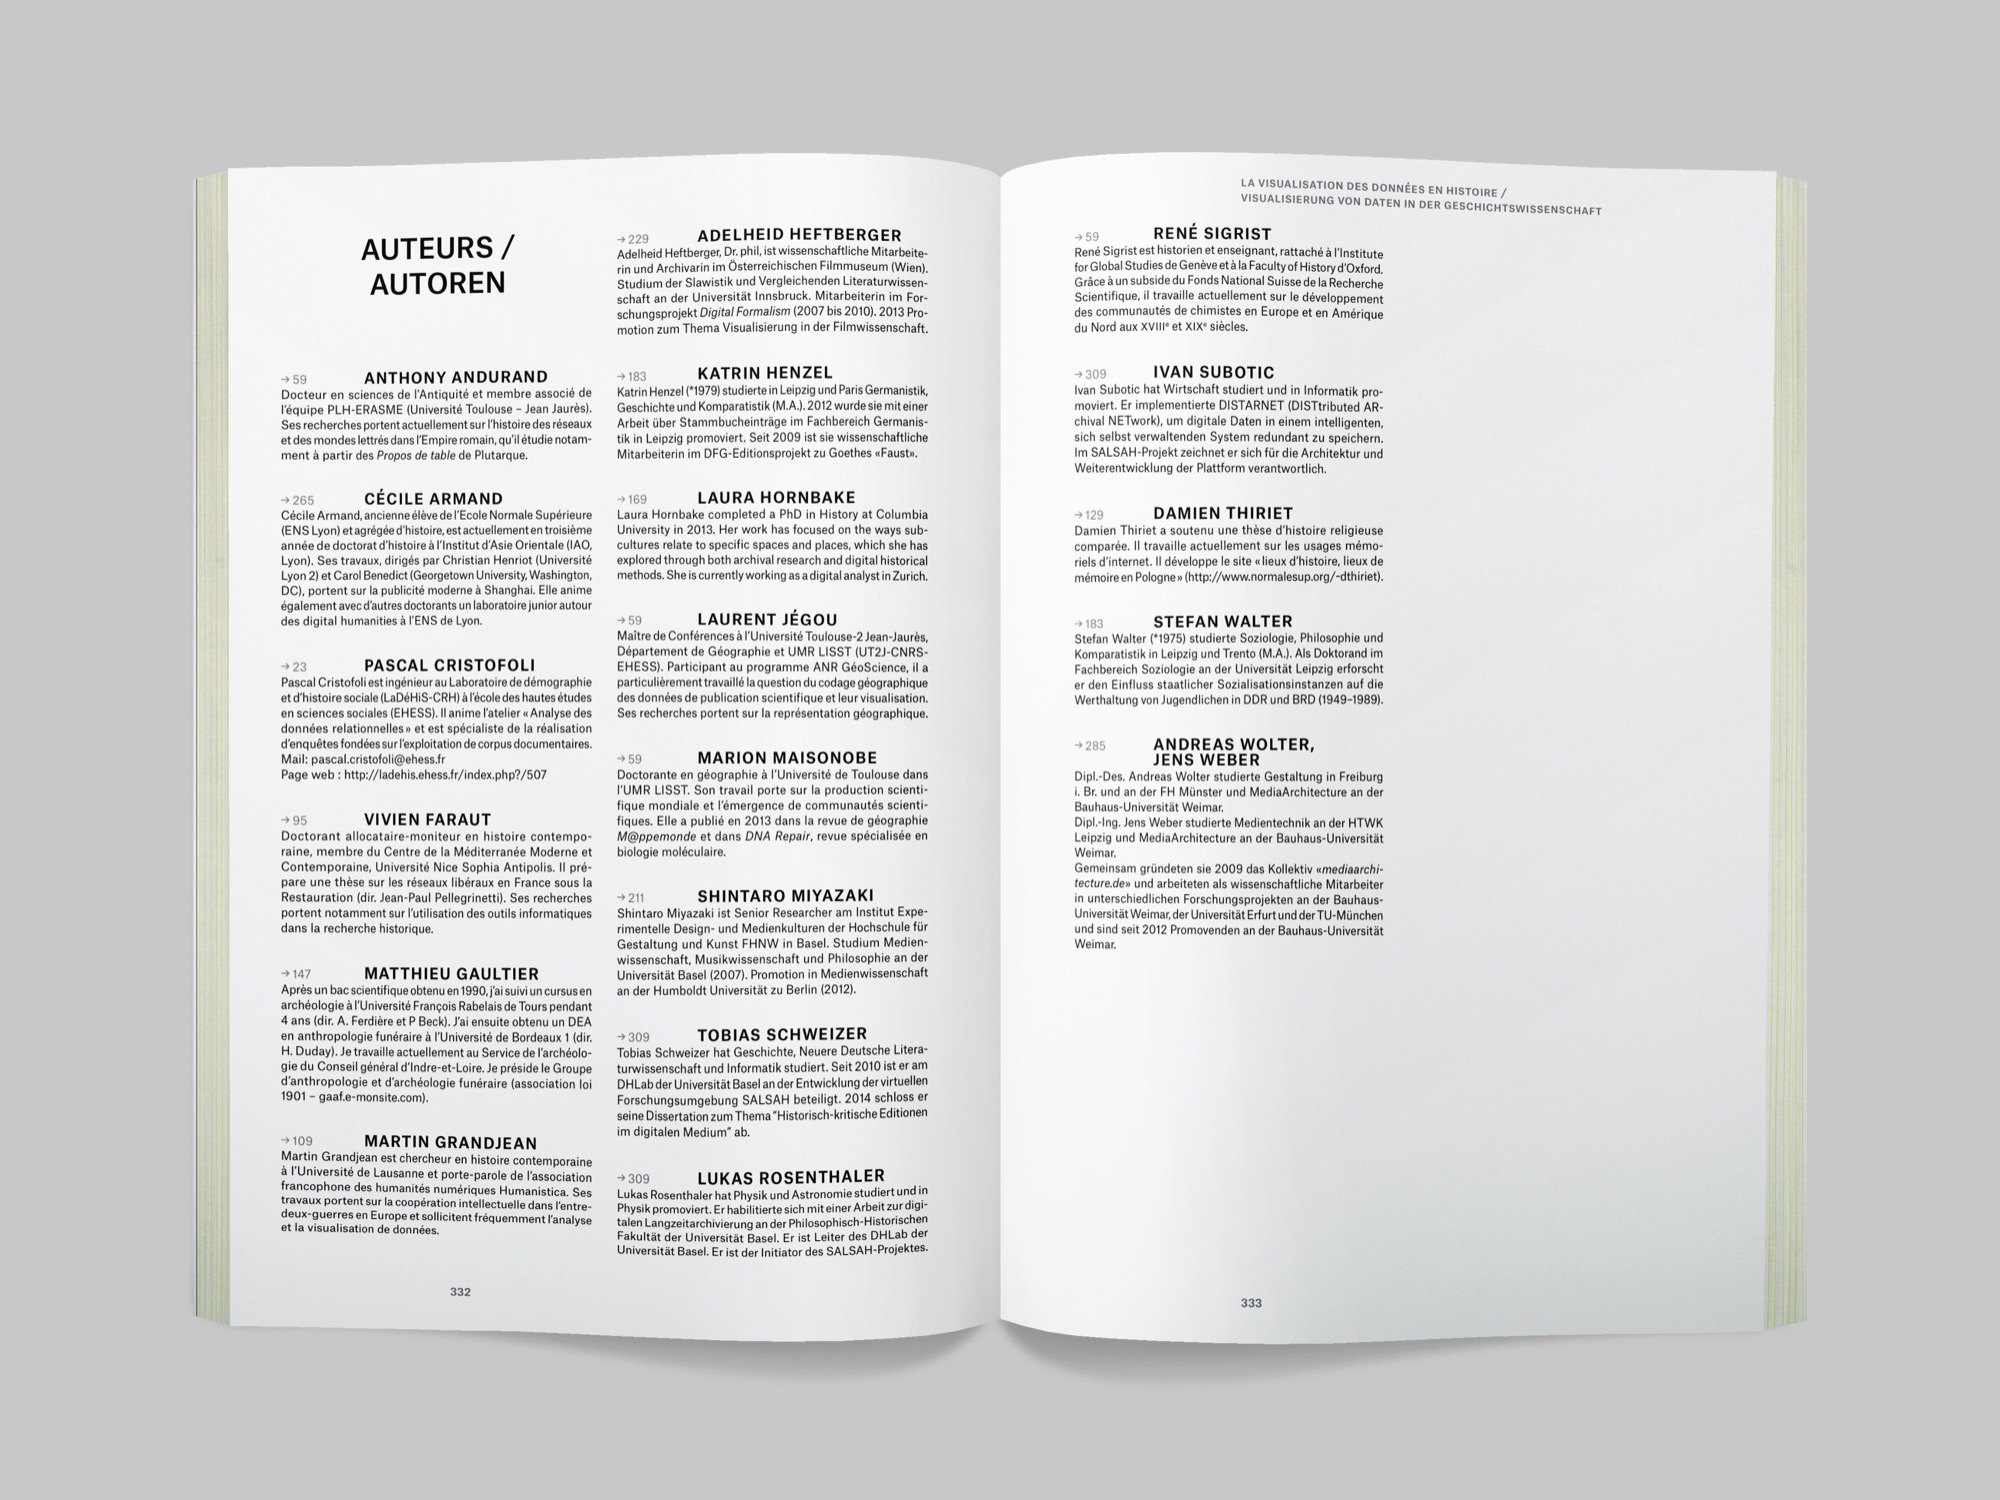 AUTEURS /
AUTOREN
→ 59 ANTHONY ANDURAND
Docteur en sciences de l'Antiquité et membre associé de
l'équipe PLH-ERASME (Université Toulouse – Jean Jaurès).
Ses recherches portent actuellement sur l'histoire des réseaux
et des mondes lettrés dans l'Empire romain, qu'il étudie notam-
ment à partir des Propos de table de Plutarque.
→ 265 CÉCILE ARMAND
Cécile Armand, ancienne élève de l'Ecole Normale Supérieure
(ENS Lyon) et agrégée d'histoire, est actuellement en troisième
année de doctorat d'histoire à l'Institut d'Asie Orientale (IAO,
Lyon). Ses travaux, dirigés par Christian Henriot (Université
Lyon 2) et Carol Benedict (Georgetown University, Washington,
DC), portent sur la publicité moderne à Shanghai. Elle anime
également avec d'autres doctorants un laboratoire junior autour
des digital humanities à l'ENS de Lyon.
→ 23 PASCAL CRISTOFOLI
Pascal Cristofoli est ingénieur au Laboratoire de démographie
et d'histoire sociale (LaDéHiS-CRH) à l'école des hautes études
en sciences sociales (EHESS). Il anime l'atelier « Analyse des
données relationnelles » et est spécialiste de la réalisation
d'enquêtes fondées sur l'exploitation de corpus documentaires.
Mail: pascal.cristofoli@ehess.fr
Page web : http://ladehis.ehess.fr/index.php?/507
→ 95 VIVIEN FARAUT
Doctorant allocataire-moniteur en histoire contempo-
raine, membre du Centre de la Méditerranée Moderne et
Contemporaine, Université Nice Sophia Antipolis. Il pré-
pare une thèse sur les réseaux libéraux en France sous la
Restauration (dir. Jean-Paul Pellegrinetti). Ses recherches
portent notamment sur l'utilisation des outils informatiques
dans la recherche historique.
→ 147 MATTHIEU GAULTIER
Après un bac scientifique obtenu en 1990, j'ai suivi un cursus en
archéologie à l'Université François Rabelais de Tours pendant
4 ans (dir. A. Ferdière et P Beck). J'ai ensuite obtenu un DEA
en anthropologie funéraire à l'Université de Bordeaux 1 (dir.
H. Duday). Je travaille actuellement au Service de l'archéolo-
gie du Conseil général d'Indre-et-Loire. Je préside le Groupe
d'anthropologie et d'archéologie funéraire (association loi
1901 – gaaf.e-monsite.com).
→ 109 MARTIN GRANDJEAN
Martin Grandjean est chercheur en histoire contemporaine
à l'Université de Lausanne et porte-parole de l'association
francophone des humanités numériques Humanistica. Ses
travaux portent sur la coopération intellectuelle dans l'entre-
deux-guerres en Europe et sollicitent fréquemment l'analyse
et la visualisation de données.
→ 229 ADELHEID HEFTBERGER
Adelheid Heftberger, Dr. phil, ist wissenschaftliche Mitarbeite-
rin und Archivarin im Österreichischen Filmmuseum (Wien).
Studium der Slawistik und Vergleichenden Literaturwissen-
schaft an der Universität Innsbruck. Mitarbeiterin im For-
schungsprojekt Digital Formalism (2007 bis 2010). 2013 Pro-
motion zum Thema Visualisierung in der Filmwissenschaft.
→ 183 KATRIN HENZEL
Katrin Henzel (*1979) studierte in Leipzig und Paris Germanistik,
Geschichte und Komparatistik (M.A.). 2012 wurde sie mit einer
Arbeit über Stammbucheinträge im Fachbereich Germanis-
tik in Leipzig promoviert. Seit 2009 ist sie wissenschaftliche
Mitarbeiterin im DFG-Editionsprojekt zu Goethes «Faust».
→ 169 LAURA HORNBAKE
Laura Hornbake completed a PhD in History at Columbia
University in 2013. Her work has focused on the ways sub-
cultures relate to specific spaces and places, which she has
explored through both archival research and digital historical
methods. She is currently working as a digital analyst in Zurich.
→ 59 LAURENT JÉGOU
Maître de Conférences à l'Université Toulouse-2 Jean-Jaurès,
Département de Géographie et UMR LISST (UT2J-CNRS-
EHESS). Participant au programme ANR GéoScience, il a
particulièrement travaillé la question du codage géographique
des données de publication scientifique et leur visualisation.
Ses recherches portent sur la représentation géographique.
→ 59 MARION MAISONOBE
Doctorante en géographie à l'Université de Toulouse dans
l'UMR LISST. Son travail porte sur la production scienti-
fique mondiale et l'émergence de communautés scienti-
fiques. Elle a publié en 2013 dans la revue de géographie
M@ppemonde et dans DNA Repair, revue spécialisée en
biologie moléculaire.
→ 211 SHINTARO MIYAZAKI
Shintaro Miyazaki ist Senior Researcher am Institut Expe-
rimentelle Design- und Medienkulturen der Hochschule für
Gestaltung und Kunst FHNW in Basel. Studium Medien-
wissenschaft, Musikwissenschaft und Philosophie an der
Universität Basel (2007). Promotion in Medienwissenschaft
an der Humboldt Universität zu Berlin (2012).
→ 309 TOBIAS SCHWEIZER
Tobias Schweizer hat Geschichte, Neuere Deutsche Litera-
turwissenschaft und Informatik studiert. Seit 2010 ist er am
DHLab der Universität Basel an der Entwicklung der virtuellen
Forschungsumgebung SALSAH beteiligt. 2014 schloss er
seine Dissertation zum Thema "Historisch-kritische Editionen
im digitalen Medium" ab.
→ 309 LUKAS ROSENTHALER
Lukas Rosenthaler hat Physik und Astronomie studiert und in
Physik promoviert. Er habilitierte sich mit einer Arbeit zur digi-
talen Langzeitarchivierung an der Philosophisch-Historischen
Fakultät der Universität Basel. Er ist Leiter des DHLab der
Universität Basel. Er ist der Initiator des SALSAH-Projektes.
332
LA VISUALISATION DES DONNÉES EN HISTOIRE /
VISUALISIERUNG VON DATEN IN DER GESCHICHTSWISSENSCHAFT
→ 59 RENÉ SIGRIST
René Sigrist est historien et enseignant, rattaché à l'Institute
for Global Studies de Genève et à la Faculty of History d'Oxford.
Grâce à un subside du Fonds National Suisse de la Recherche
Scientifique, il travaille actuellement sur le développement
des communautés de chimistes en Europe et en Amérique
du Nord aux XVIIIᵉ et XIXᵉ siècles.
→ 309 IVAN SUBOTIC
Ivan Subotic hat Wirtschaft studiert und in Informatik pro-
moviert. Er implementierte DISTARNET (DISTtributed AR-
chival NETwork), um digitale Daten in einem intelligenten,
sich selbst verwaltenden System redundant zu speichern.
Im SALSAH-Projekt zeichnet er sich für die Architektur und
Weiterentwicklung der Plattform verantwortlich.
→ 129 DAMIEN THIRIET
Damien Thiriet a soutenu une thèse d'histoire religieuse
comparée. Il travaille actuellement sur les usages mémo-
riels d'internet. Il développe le site « lieux d'histoire, lieux de
mémoire en Pologne » (http://www.normalesup.org/~dthiriet).
→ 183 STEFAN WALTER
Stefan Walter (*1975) studierte Soziologie, Philosophie und
Komparatistik in Leipzig und Trento (M.A.). Als Doktorand im
Fachbereich Soziologie an der Universität Leipzig erforscht
er den Einfluss staatlicher Sozialisationsinstanzen auf die
Werthaltung von Jugendlichen in DDR und BRD (1949–1989).
→ 285 ANDREAS WOLTER,
JENS WEBER
Dipl.-Des. Andreas Wolter studierte Gestaltung in Freiburg
i. Br. und an der FH Münster und MediaArchitecture an der
Bauhaus-Universität Weimar.
Dipl.-Ing. Jens Weber studierte Medientechnik an der HTWK
Leipzig und MediaArchitecture an der Bauhaus-Universität
Weimar.
Gemeinsam gründeten sie 2009 das Kollektiv «mediaarchi-
tecture.de» und arbeiteten als wissenschaftliche Mitarbeiter
in unterschiedlichen Forschungsprojekten an der Bauhaus-
Universität Weimar, der Universität Erfurt und der TU-München
und sind seit 2012 Promovenden an der Bauhaus-Universität
Weimar.
333